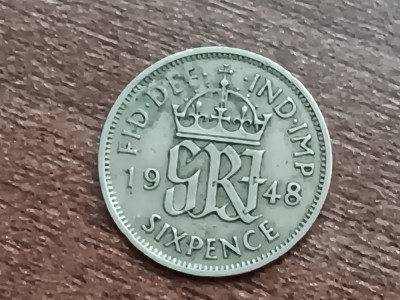 FID·DEF· ·IND·IMP
19 GRI 48
SIXPENCE